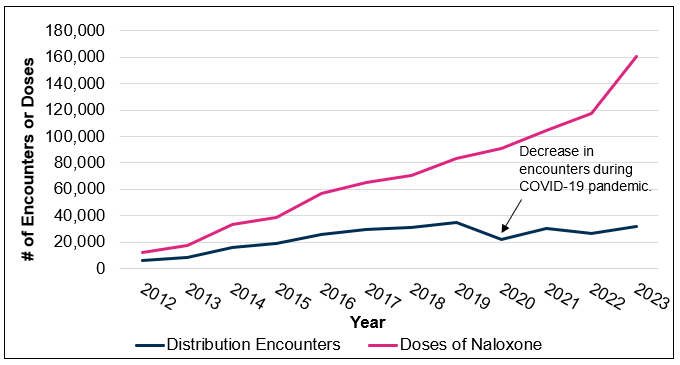 180,000
160,000
140,000
120,000
100,000
80,000
60,000
40,000
20,000
0
# of Encounters or Doses
Decrease in
encounters during
COVID-19 pandemic.
2012 2013 2014 2015 2016 2017 2018 2019 2020 2021 2022 2023
Year
Distribution Encounters Doses of Naloxone